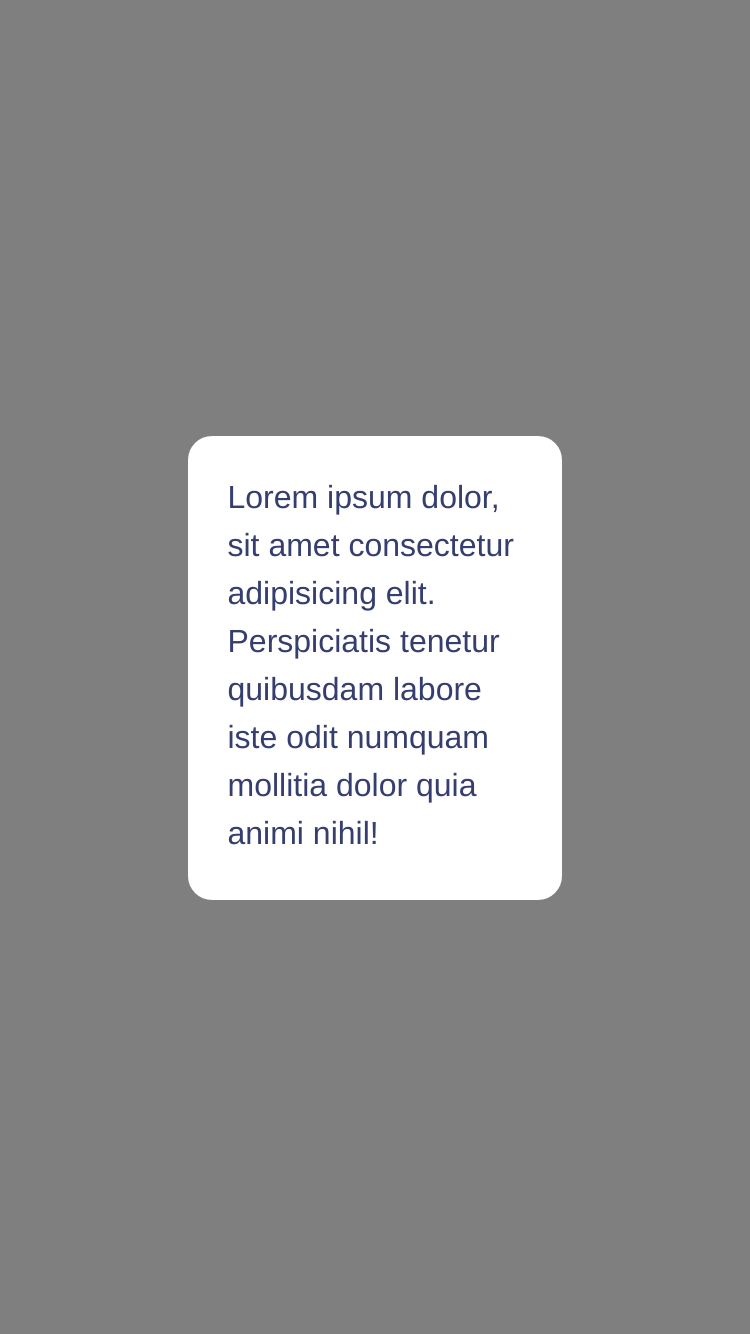 Lorem ipsum dolor,
sit amet consectetur
adipisicing elit.
Perspiciatis tenetur
quibusdam labore
iste odit numquam
mollitia dolor quia
animi nihil!